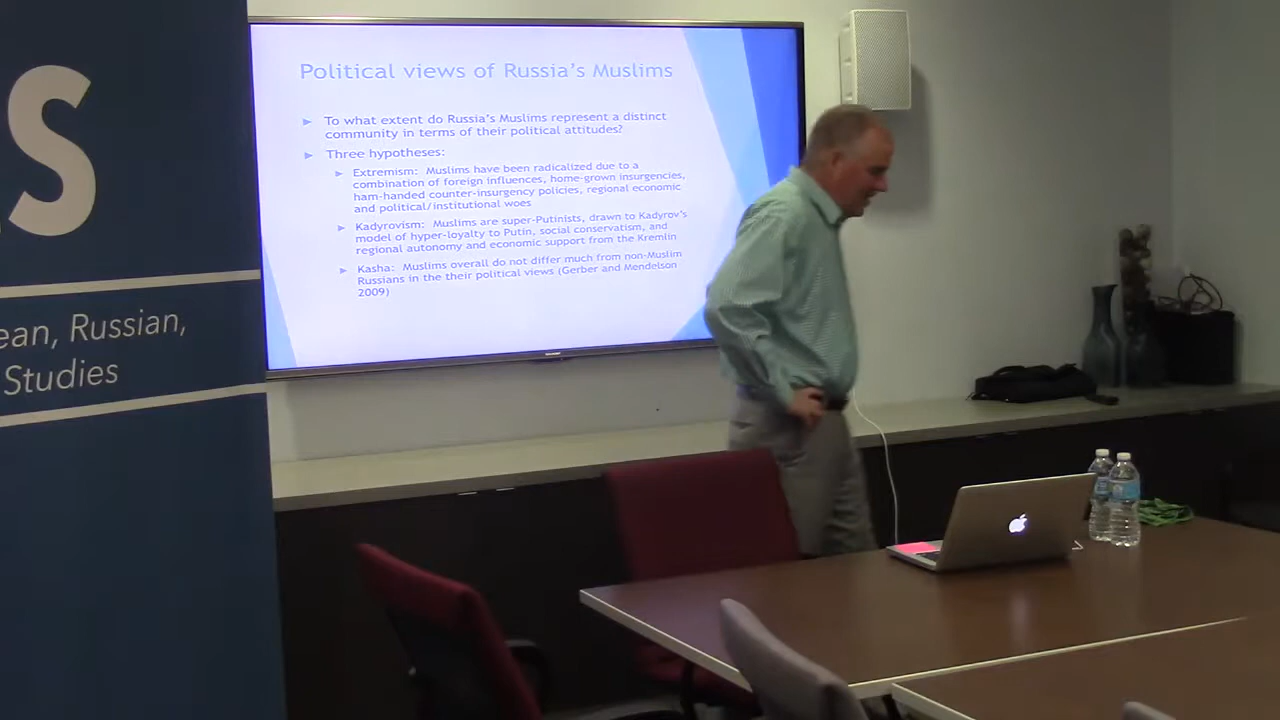 S
ean, Russian,
Studies
Political views of Russia's Muslims
To what extent do Russia's Muslims represent a distinct
community in terms of their political attitudes?
Three hypotheses:
Extremism: Muslims have been radicalized due to a
combination of foreign influences, home-grown insurgencies,
ham-handed counter-insurgency policies, regional economic
and political/institutional woes
Kadyrovism: Muslims are super-Putinists, drawn to Kadyrov's
model of hyper-loyalty to Putin, social conservatism, and
regional autonomy and economic support from the Kremlin
Kasha: Muslims overall do not differ much from non-Muslim
Russians in the their political views (Gerber and Mendelson
2009)